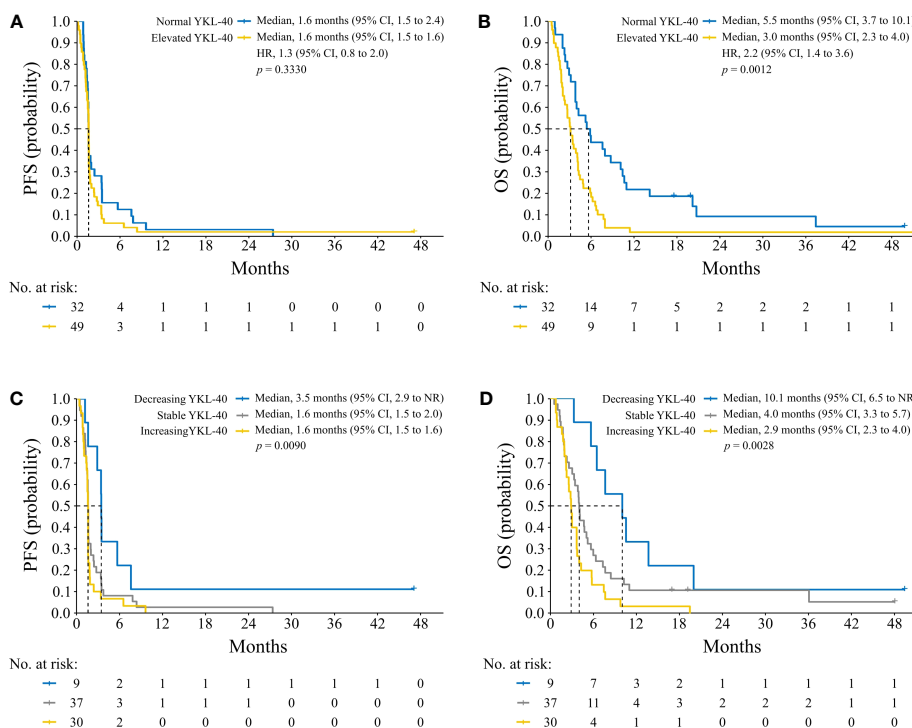 A
Normal YKL-40 Median, 1.6 months (95% CI, 1.5 to 2.4)
Elevated YKL-40 Median, 1.6 months (95% CI, 1.5 to 1.6)
HR, 1.3 (95% CI, 0.8 to 2.0)
p = 0.3330
PFS (probability)
1.0
0.9
0.8
0.7
0.6
0.5
0.4
0.3
0.2
0.1
0.0
0 6 12 18 24 30 36 42 48
Months
No. at risk:
32 4 1 1 1 0 0 0 0
49 3 1 1 1 1 1 1 0
B
Normal YKL-40 Median, 5.5 months (95% CI, 3.7 to 10.1
Elevated YKL-40 Median, 3.0 months (95% CI, 2.3 to 4.0)
HR, 2.2 (95% CI, 1.4 to 3.6)
p = 0.0012
OS (probability)
1.0
0.9
0.8
0.7
0.6
0.5
0.4
0.3
0.2
0.1
0.0
0 6 12 18 24 30 36 42 48
Months
No. at risk:
32 14 7 5 2 2 2 1 1
49 9 1 1 1 1 1 1 1
C
Decreasing YKL-40 Median, 3.5 months (95% CI, 2.9 to NR)
Stable YKL-40 Median, 1.6 months (95% CI, 1.5 to 2.0)
IncreasingYKL-40 Median, 1.6 months (95% CI, 1.5 to 1.6)
p = 0.0090
PFS (probability)
1.0
0.9
0.8
0.7
0.6
0.5
0.4
0.3
0.2
0.1
0.0
0 6 12 18 24 30 36 42 48
Months
No. at risk:
9 2 1 1 1 1 1 1 0
37 3 1 1 1 0 0 0 0
30 2 0 0 0 0 0 0 0
D
Decreasing YKL-40 Median, 10.1 months (95% CI, 6.5 to NR
Stable YKL-40 Median, 4.0 months (95% CI, 3.3 to 5.7)
Increasing YKL-40 Median, 2.9 months (95% CI, 2.3 to 4.0)
p = 0.0028
OS (probability)
1.0
0.9
0.8
0.7
0.6
0.5
0.4
0.3
0.2
0.1
0.0
0 6 12 18 24 30 36 42 48
Months
No. at risk:
9 7 3 2 1 1 1 1 1
37 11 4 3 2 2 2 1 1
30 4 1 1 0 0 0 0 0